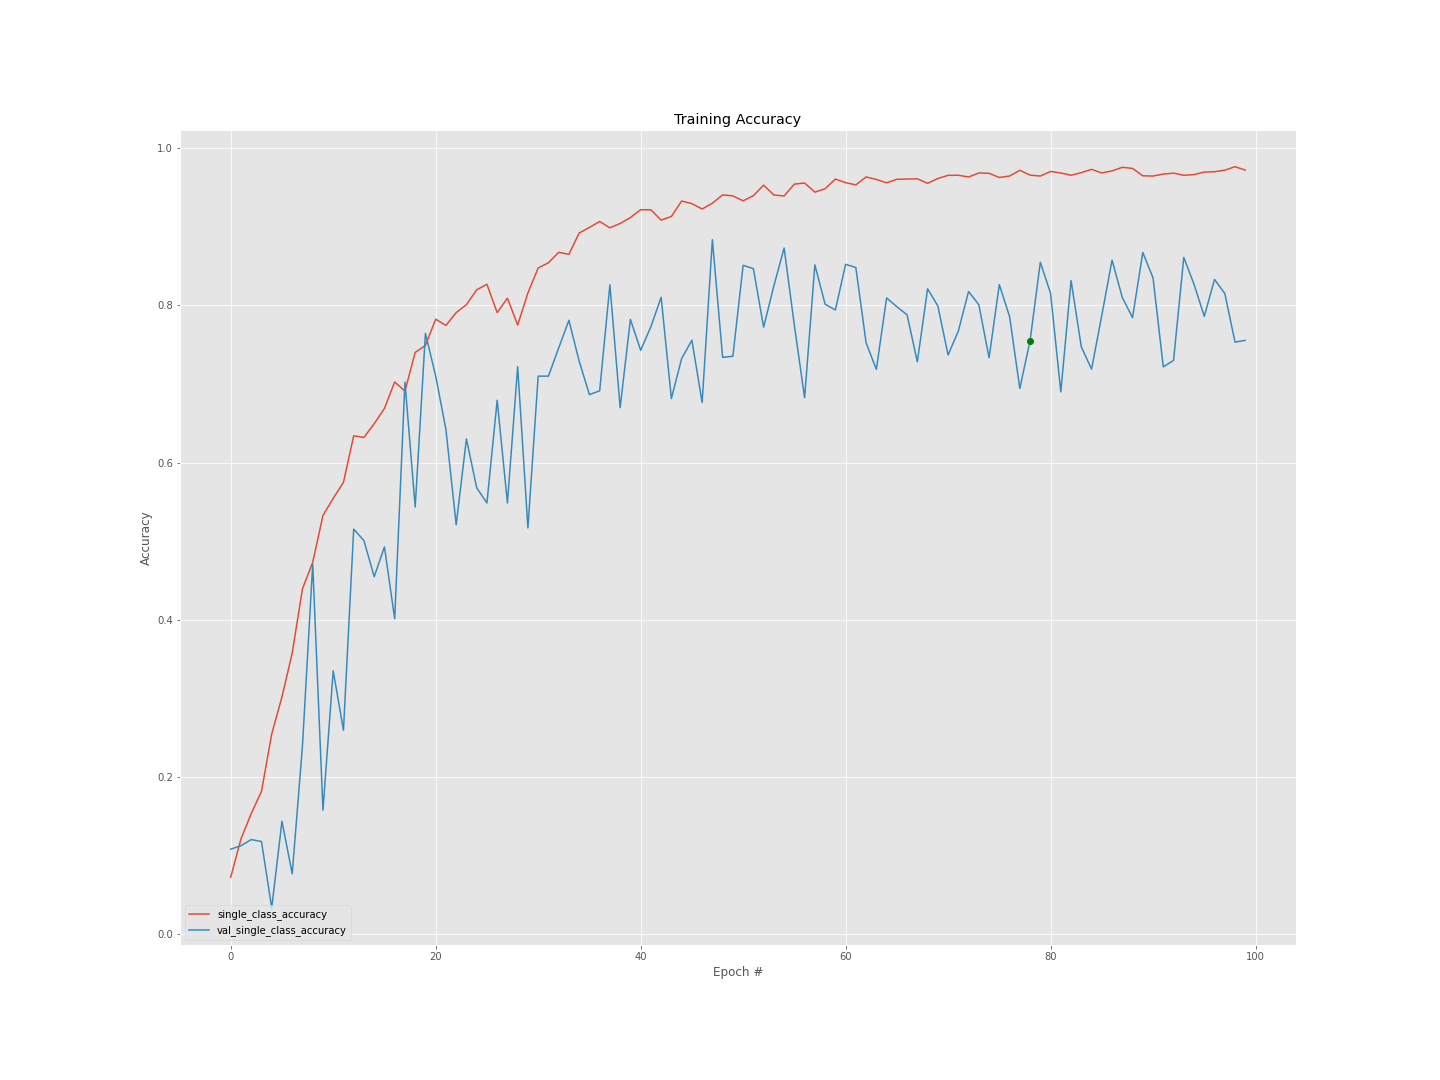 Training Accuracy
1.0
0.8
0.6
0.4
0.2
0.0
Accuracy
single_class_accuracy
val_single_class_accuracy
0 20 40 60 80 100
Epoch #